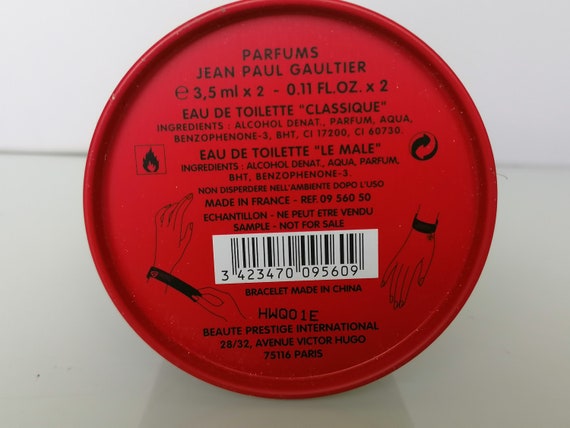 PARFUMS
JEAN PAUL GAULTIER
℮ 3,5 ml x 2 - 0.11 FL.OZ. x 2
EAU DE TOILETTE "CLASSIQUE"
INGREDIENTS : ALCOHOL DENAT., PARFUM, AQUA,
BENZOPHENONE-3, BHT, CI 17200, CI 60730.
EAU DE TOILETTE "LE MALE"
INGREDIENTS : ALCOHOL DENAT., AQUA, PARFUM,
BHT, BENZOPHENONE-3.
NON DISPERDERE NELL'AMBIENTE DOPO L'USO
MADE IN FRANCE - REF. 09 560 50
ECHANTILLON - NE PEUT ETRE VENDU
SAMPLE - NOT FOR SALE
3 423470 095609
BRACELET MADE IN CHINA
HWQ01E
BEAUTE PRESTIGE INTERNATIONAL
28/32, AVENUE VICTOR HUGO
75116 PARIS